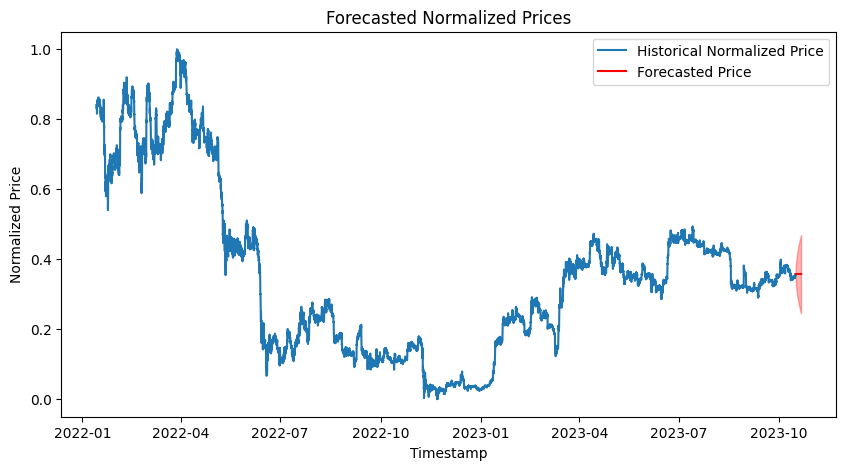 Forecasted Normalized Prices
Historical Normalized Price
Forecasted Price
1.0
0.8
0.6
0.4
0.2
0.0
Normalized Price
2022-01 2022-04 2022-07 2022-10 2023-01 2023-04 2023-07 2023-10
Timestamp